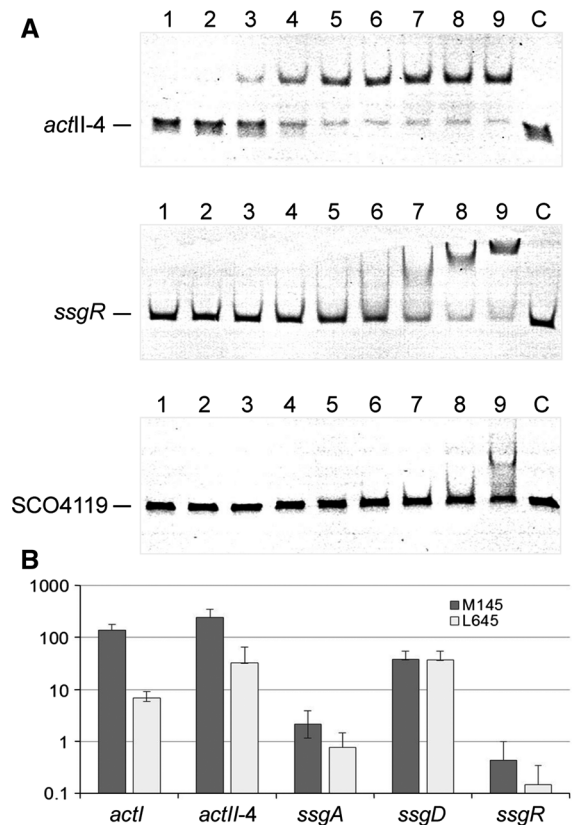 A
1 2 3 4 5 6 7 8 9 C
actII-4
1 2 3 4 5 6 7 8 9 C
ssgR
1 2 3 4 5 6 7 8 9 C
SCO4119
B
1000
100
10
1
0.1
M145
L645
actI actII-4 ssgA ssgD ssgR